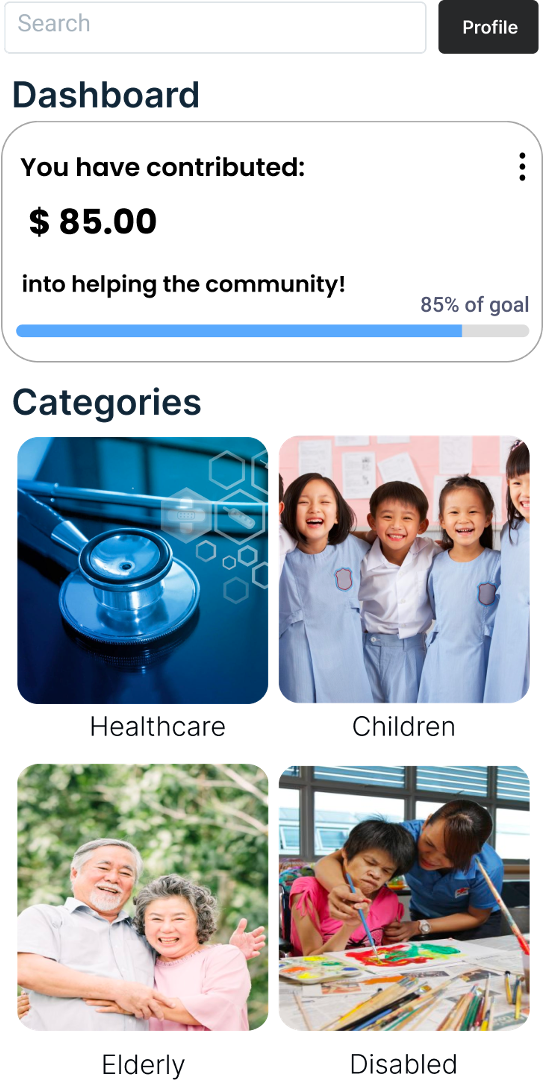 Search
Profile
Dashboard
You have contributed:
$ 85.00
into helping the community!
85% of goal
Categories
Healthcare
Children
Elderly
Disabled